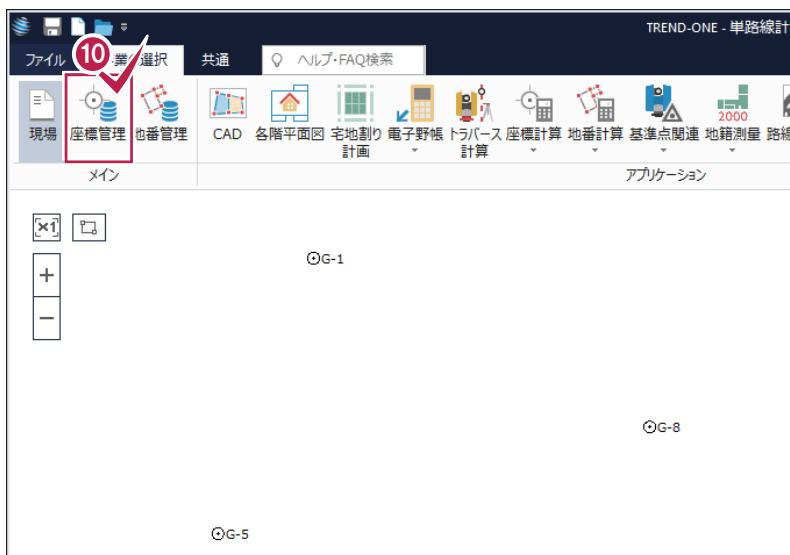 TREND-ONE - 単路線計
ファイル 業の選択 共通 ヘルプ・FAQ検索
10
現場 座標管理 地番管理 CAD 各階平面図 宅地割り計画 電子野帳 トラバース計算 座標計算 地番計算 基準点関連 2000 地籍測量 路線
メイン アプリケーション
×1
G-1
G-8
G-5